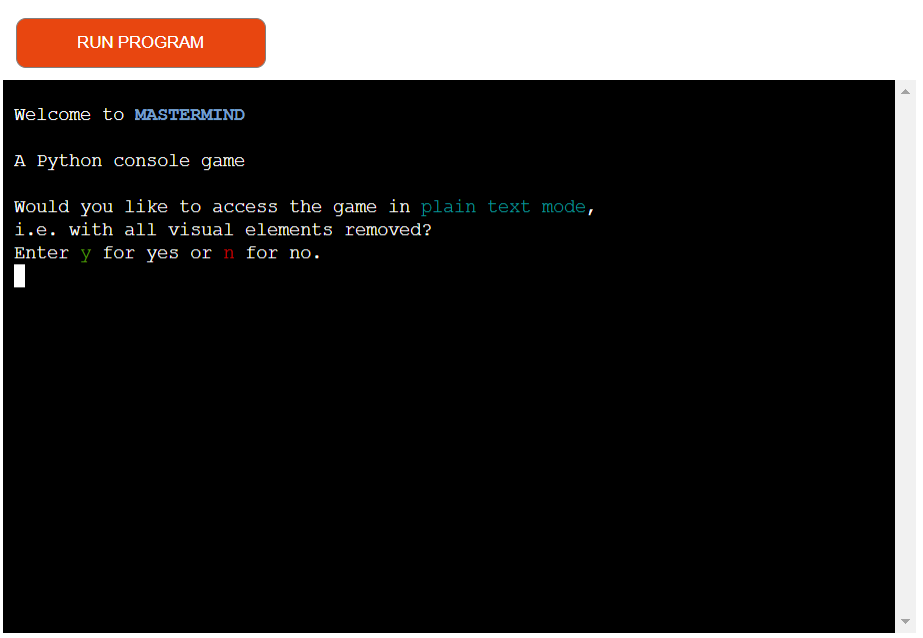 RUN PROGRAM
Welcome to MASTERMIND
A Python console game
Would you like to access the game in plain text mode,
i.e. with all visual elements removed?
Enter y for yes or n for no.